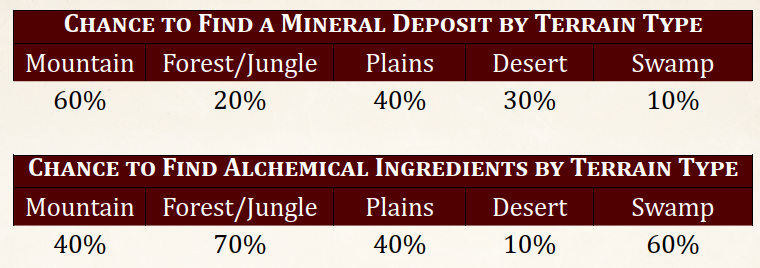 Chance to Find a Mineral Deposit by Terrain Type
Mountain Forest/Jungle Plains Desert Swamp
60% 20% 40% 30% 10%
Chance to Find Alchemical Ingredients by Terrain Type
Mountain Forest/Jungle Plains Desert Swamp
40% 70% 40% 10% 60%